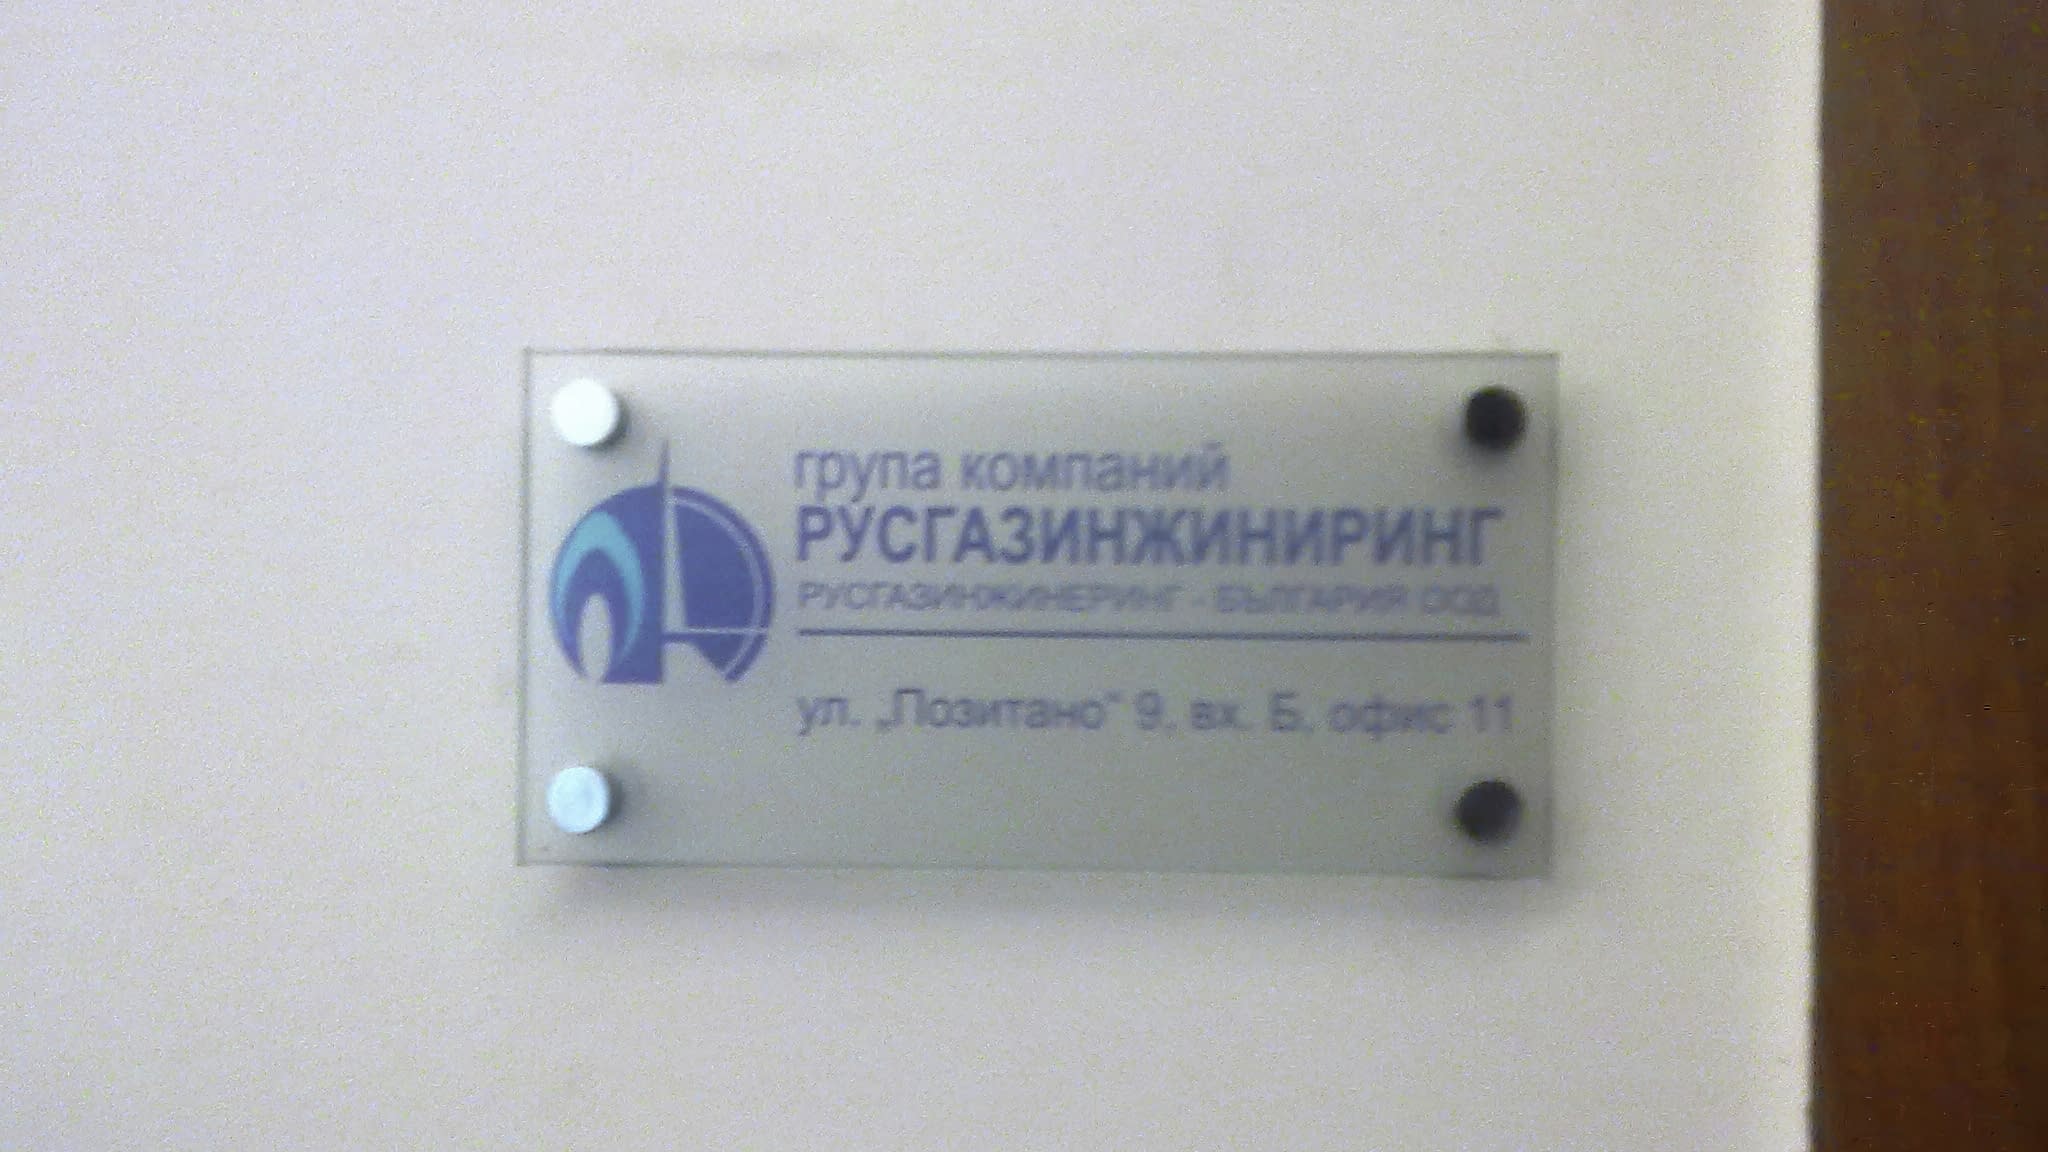 група компаний
РУСГАЗИНЖИНИРИНГ
РУСГАЗИНЖИНЕРИНГ - БЪЛГАРИЯ ООД
ул. „Позитано“ 9, вх. Б, офис 11